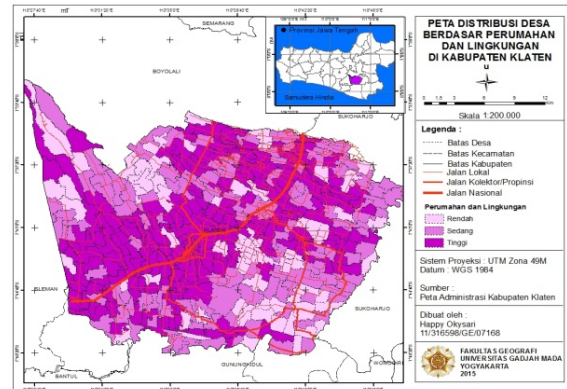 PETA DISTRIBUSI DESA
BERDASAR PERUMAHAN
DAN LINGKUNGAN
DI KABUPATEN KLATEN
Skala 1:200.000
Legenda :
Batas Desa
Batas Kecamatan
Batas Kabupaten
Jalan Lokal
Jalan Kolektor/Propinsi
Jalan Nasional
Perumahan dan Lingkungan
Rendah
Sedang
Tinggi
Sistem Proyeksi : UTM Zona 49M
Datum : WGS 1984
Sumber :
Peta Administrasi Kabupaten Klaten
Dibuat oleh :
Happy Okysari
11/316598/GE/07168
FAKULTAS GEOGRAFI
UNIVERSITAS GADJAH MADA
YOGYAKARTA
2015
SEMARANG
Provinsi Jawa Tengah
Samudera Hindia
BOYOLALI
SUKOHARJO
SLEMAN
SUKOHARJO
BANTUL
GUNUNGKIDUL